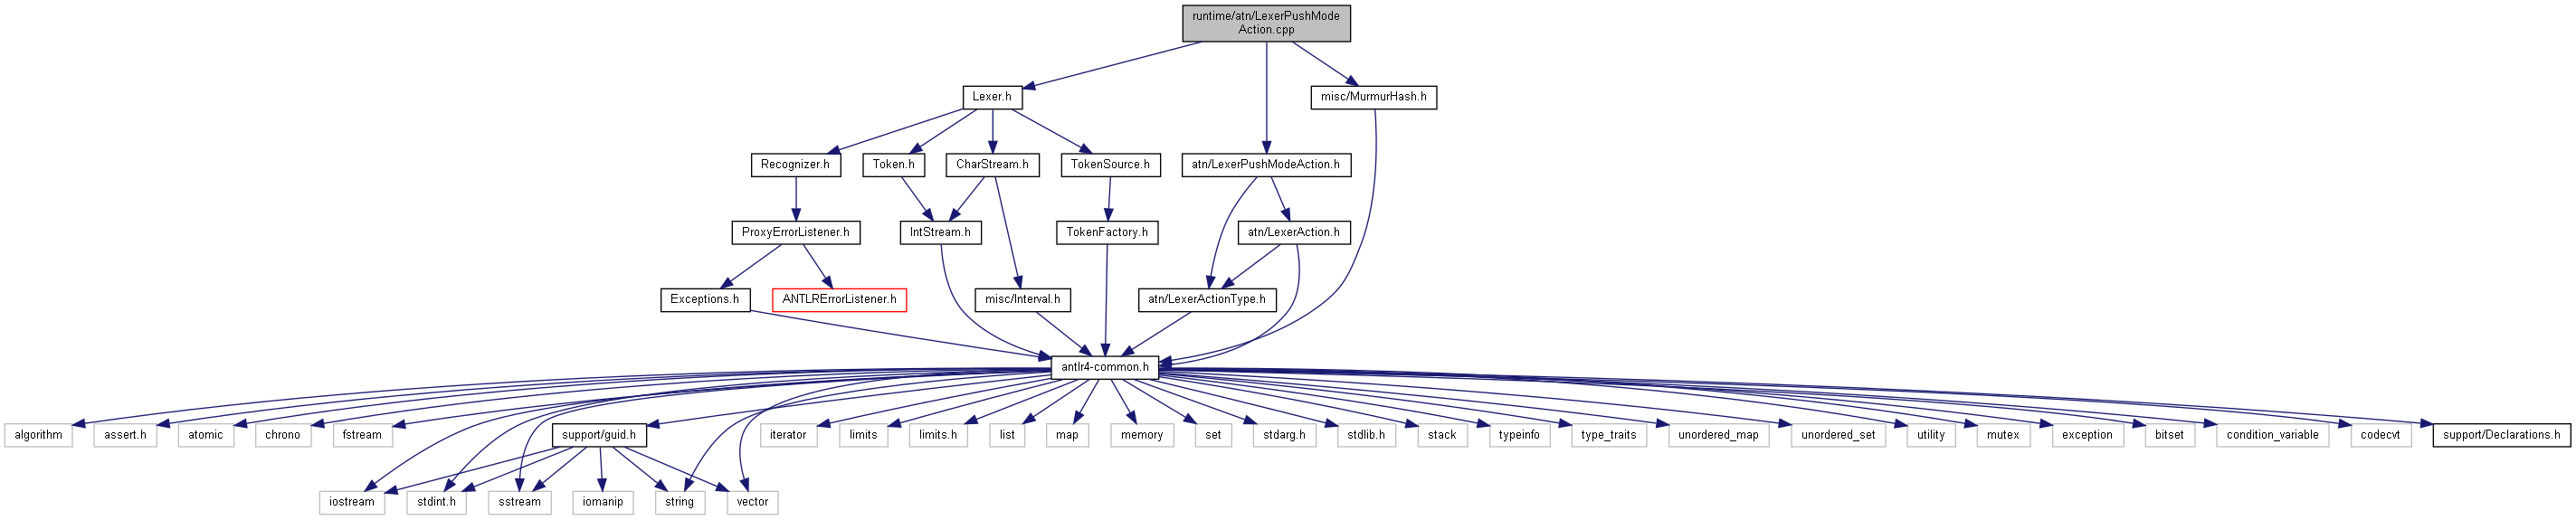 runtime/atn/LexerPushMode
Action.cpp
Lexer.h
misc/MurmurHash.h
Recognizer.h
Token.h
CharStream.h
TokenSource.h
atn/LexerPushModeAction.h
ProxyErrorListener.h
IntStream.h
TokenFactory.h
atn/LexerAction.h
Exceptions.h
ANTLRErrorListener.h
misc/Interval.h
atn/LexerActionType.h
antlr4-common.h
algorithm
assert.h
atomic
chrono
fstream
support/guid.h
iterator
limits
limits.h
list
map
memory
set
stdarg.h
stdlib.h
stack
typeinfo
type_traits
unordered_map
unordered_set
utility
mutex
exception
bitset
condition_variable
codecvt
support/Declarations.h
iostream
stdint.h
sstream
iomanip
string
vector